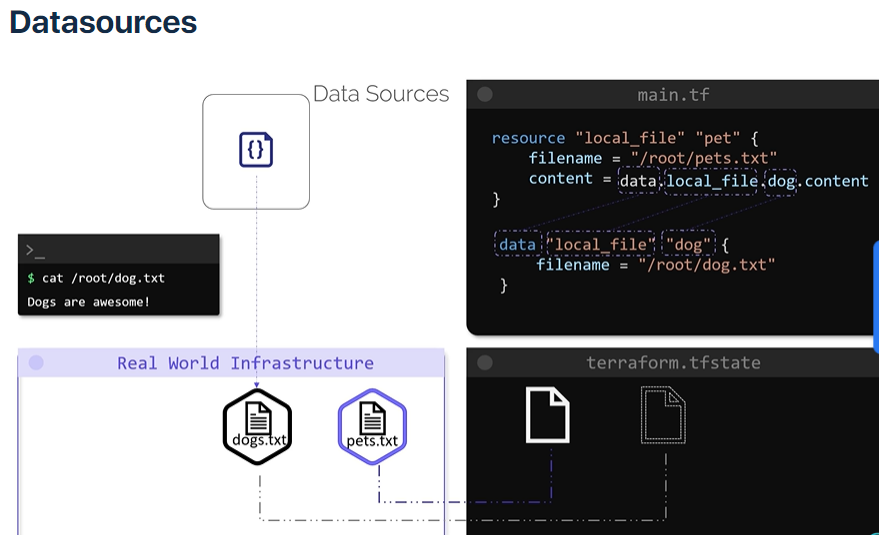 Datasources
Data Sources
{}
>_
$ cat /root/dog.txt
Dogs are awesome!
main.tf
resource "local_file" "pet" {
filename = "/root/pets.txt"
content = data.local_file.dog.content
}
data "local_file" "dog" {
filename = "/root/dog.txt"
}
Real World Infrastructure
dogs.txt
pets.txt
terraform.tfstate